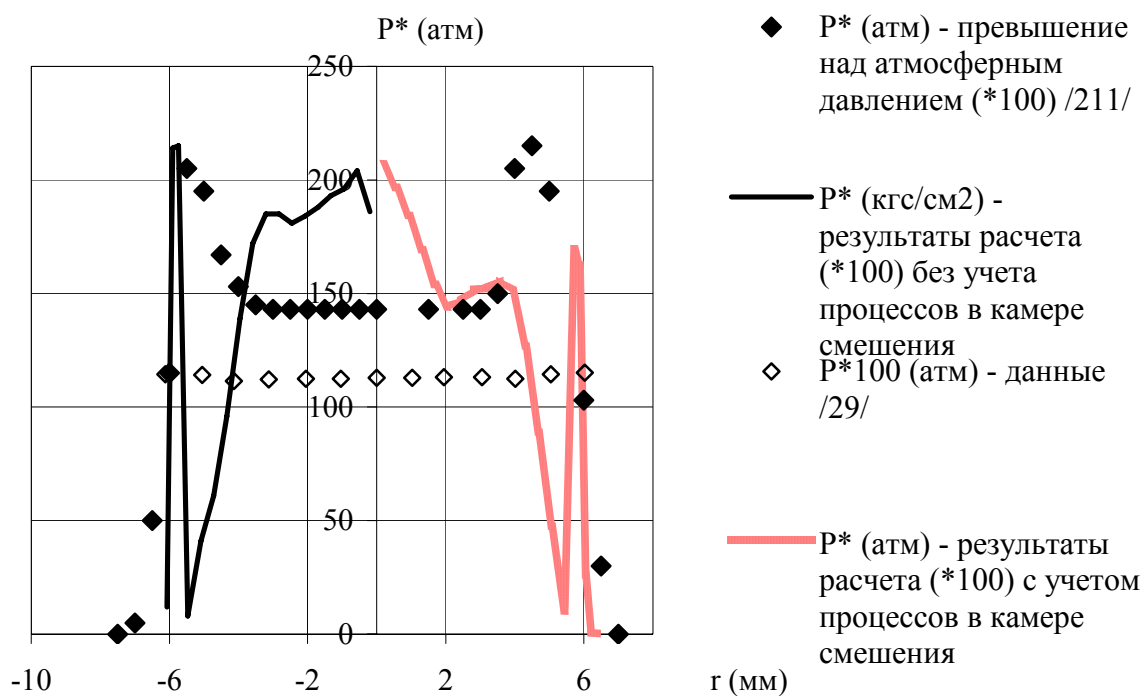 P* (атм)
250
200
150
100
50
0
-10
-6
-2
2
6
r (мм)
P* (атм) - превышение
над атмосферным
давлением (*100) /211/
P* (кгс/см2) -
результаты расчета
(*100) без учета
процессов в камере
смешения
P*100 (атм) - данные
/29/
P* (атм) - результаты
расчета (*100) с учетом
процессов в камере
смешения